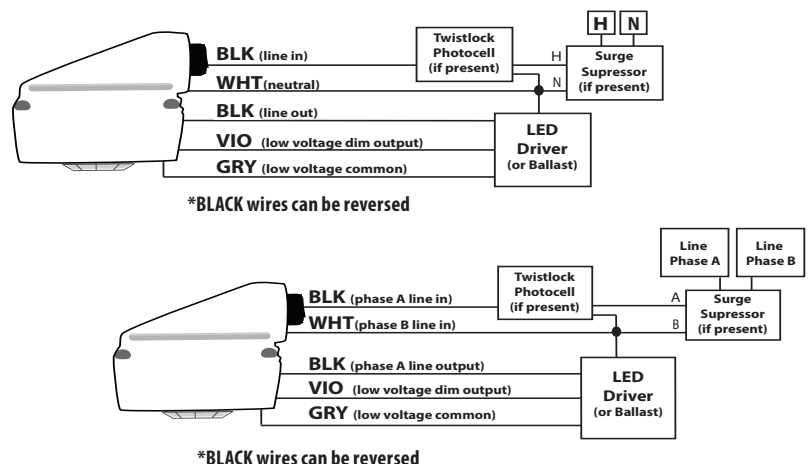 H N
Twistlock
Photocell
(if present)
BLK (line in)
H
Surge
Supressor
(if present)
WHT(neutral)
N
BLK (line out)
LED
Driver
(or Ballast)
VIO (low voltage dim output)
GRY (low voltage common)
*BLACK wires can be reversed
Line
Phase A
Line
Phase B
Twistlock
Photocell
(if present)
BLK (phase A line in)
A
Surge
Supressor
(if present)
WHT(phase B line in)
B
BLK (phase A line output)
LED
Driver
(or Ballast)
VIO (low voltage dim output)
GRY (low voltage common)
*BLACK wires can be reversed